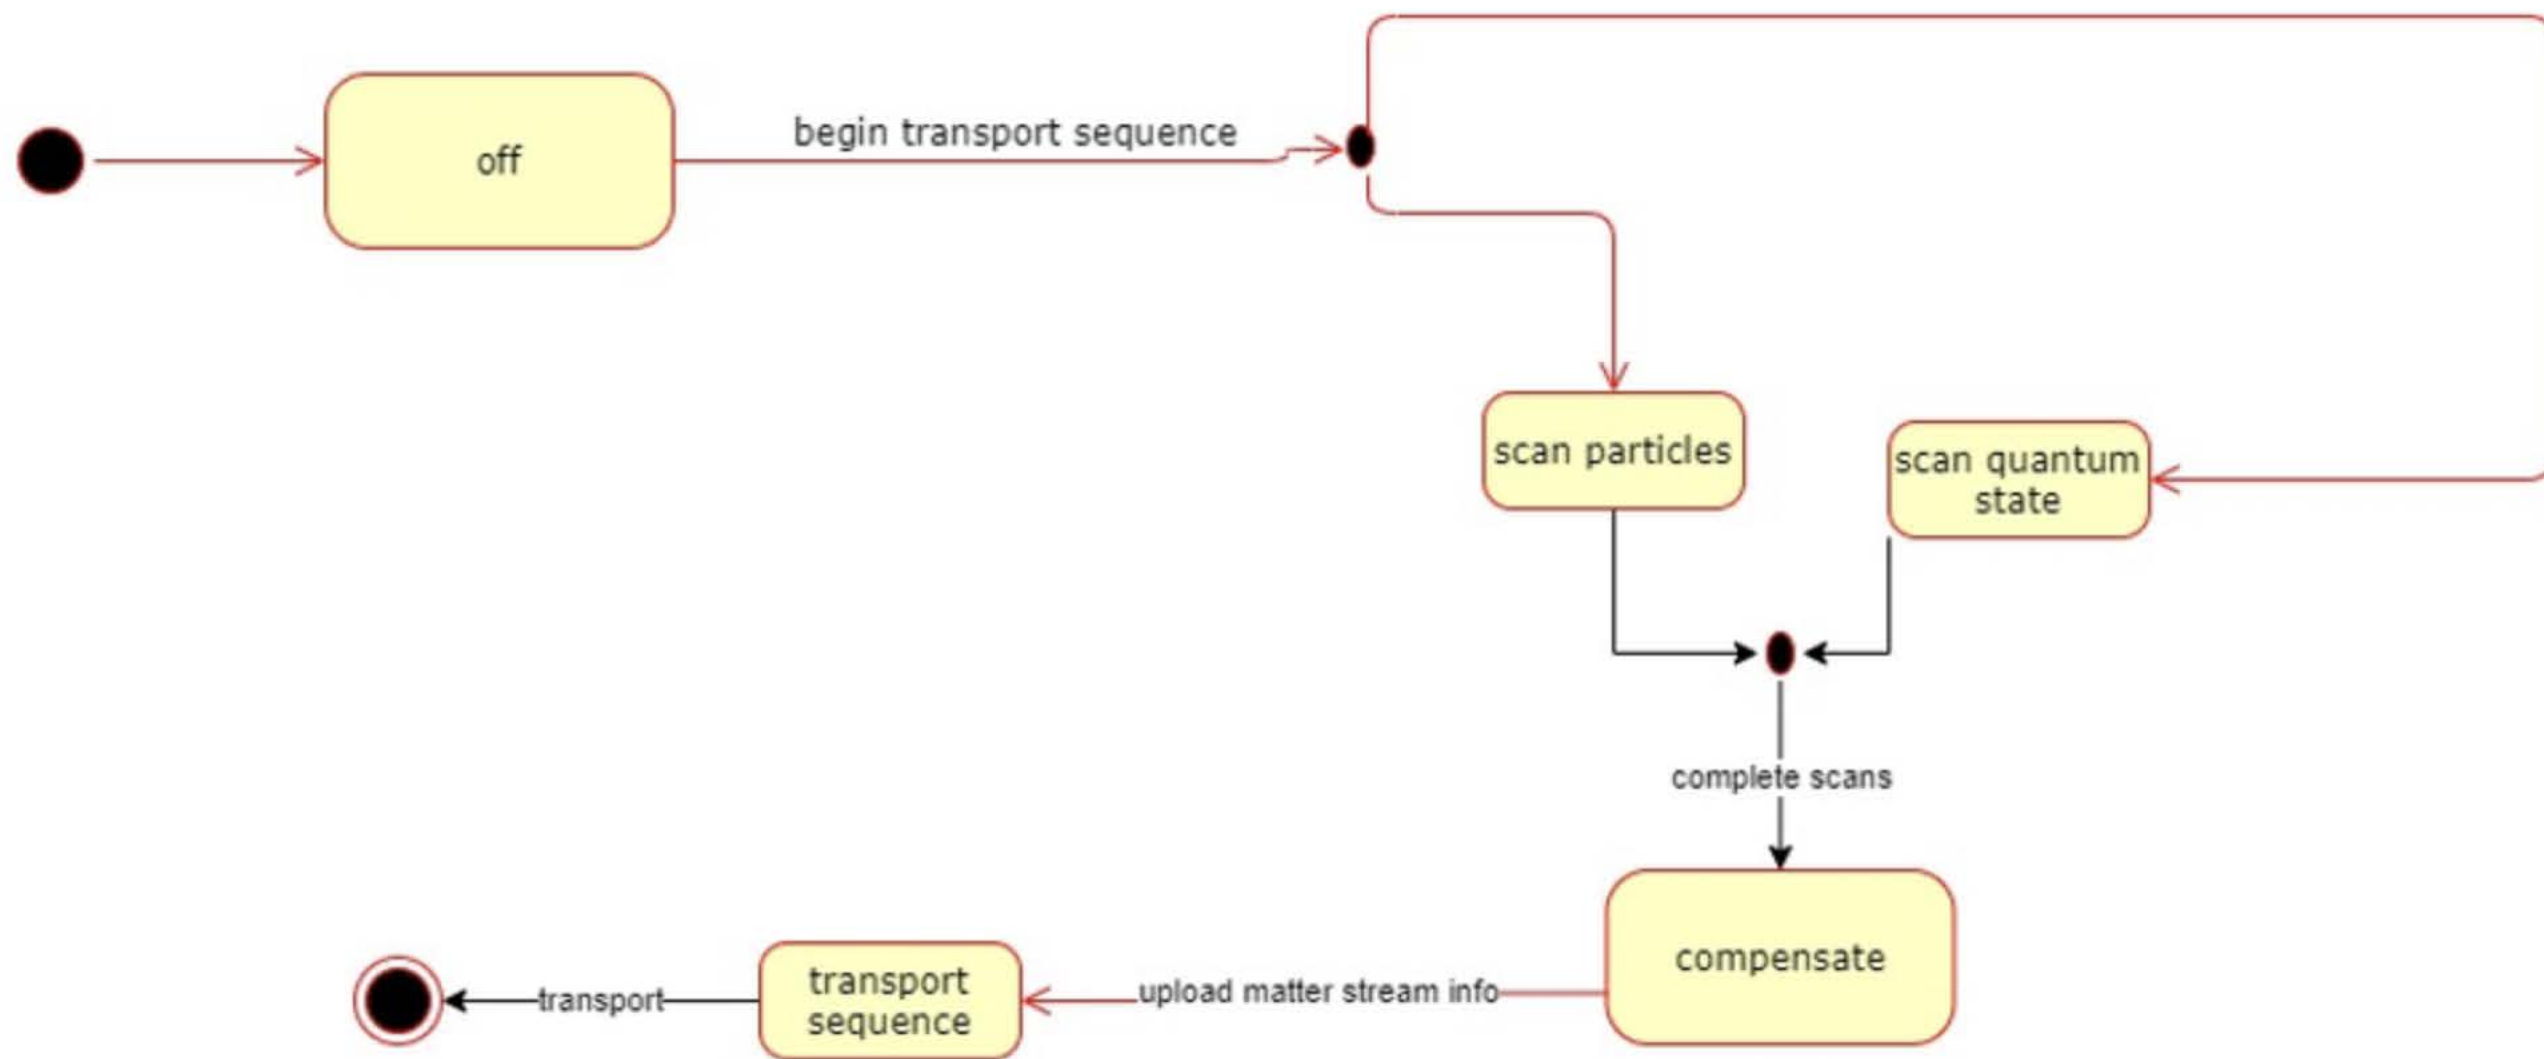 off
begin transport sequence
scan particles
scan quantum
state
complete scans
compensate
upload matter stream info
transport
sequence
transport